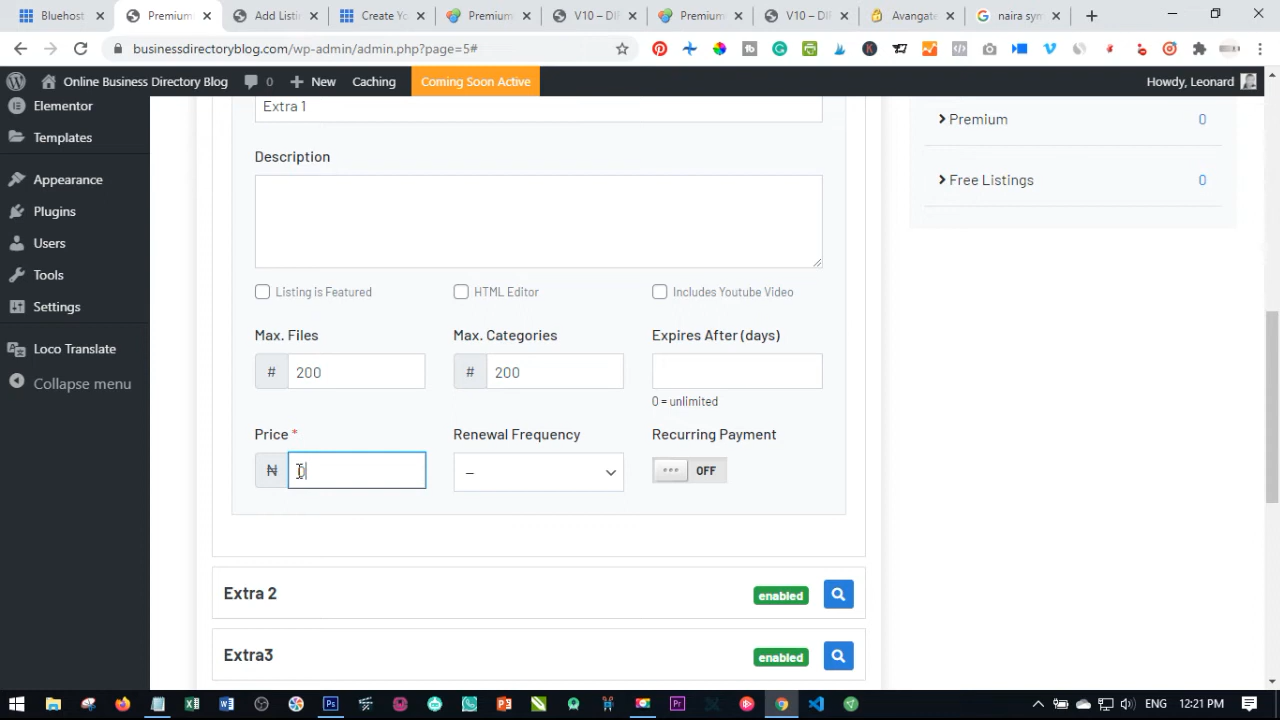 Bluehost
Premium
Add Listi
Create Yo
Premium
V10 – DIF
Premium
V10 – DIF
Avangate
naira syn
businessdirectoryblog.com/wp-admin/admin.php?page=5#
Online Business Directory Blog
0
New
Caching
Coming Soon Active
Howdy, Leonard
Elementor
Templates
Appearance
Plugins
Users
Tools
Settings
Loco Translate
Collapse menu
Extra 1
Description
Listing is Featured
HTML Editor
Includes Youtube Video
Max. Files
Max. Categories
Expires After (days)
# 200
# 200
0 = unlimited
Price *
Renewal Frequency
Recurring Payment
₦ 0
—
OFF
Extra 2
enabled
Extra3
enabled
Premium 0
Free Listings 0
ENG
12:21 PM